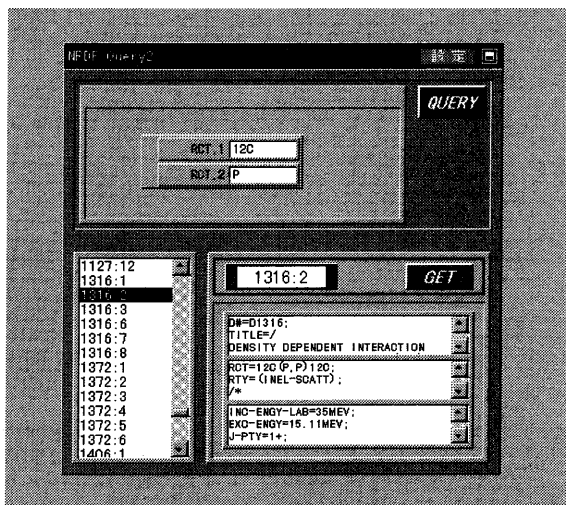 NRDF Query2 設定
QUERY
RCT.1 12C
RCT.2 P
1127:12
1316:1
1316:2
1316:3
1316:6
1316:7
1316:8
1372:1
1372:2
1372:3
1372:4
1372:5
1372:6
1406:1
1316:2 GET
D#=D1316;
TITLE=/
DENSITY DEPENDENT INTERACTION
RCT=12C(P,P)12C;
RTY=(INEL-SCATT);
/*
INC-ENGY-LAB=35MEV;
EXC-ENGY=15.11MEV;
J-PTY=1+;